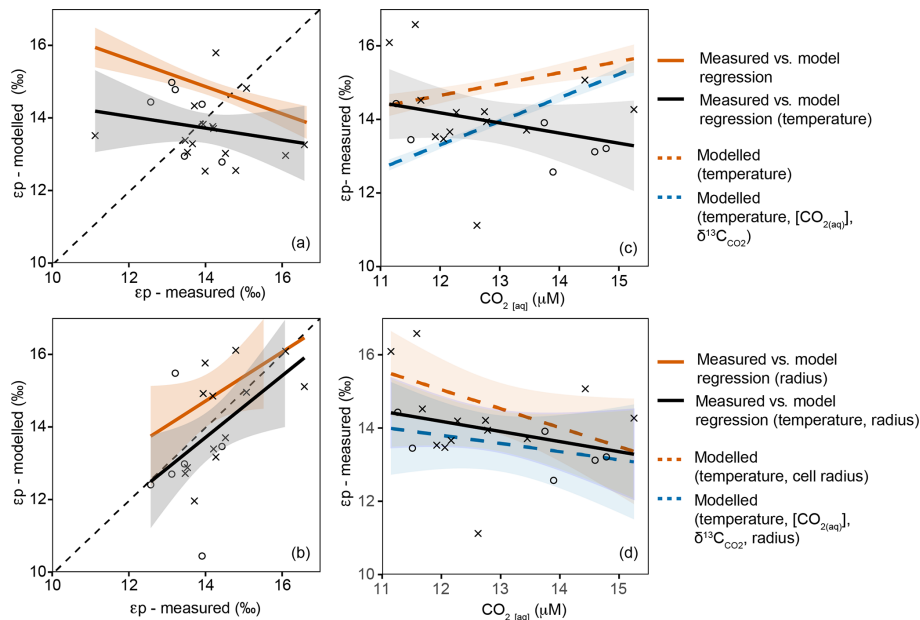 εp - modelled (‰)
16
14
12
10
10
12
14
16
εp - measured (‰)
(a)
εp - measured (‰)
16
14
12
10
11
12
13
14
15
CO2 [aq] (μM)
(c)
Measured vs. model
regression
Measured vs. model
regression (temperature)
Modelled
(temperature)
Modelled
(temperature, [CO2(aq)],
δ13CCO2)
εp - modelled (‰)
16
14
12
10
10
12
14
16
εp - measured (‰)
(b)
εp - measured (‰)
16
14
12
10
11
12
13
14
15
CO2 [aq] (μM)
(d)
Measured vs. model
regression (radius)
Measured vs. model
regression (temperature, radius)
Modelled
(temperature, cell radius)
Modelled
(temperature, [CO2(aq)],
δ13CCO2, radius)